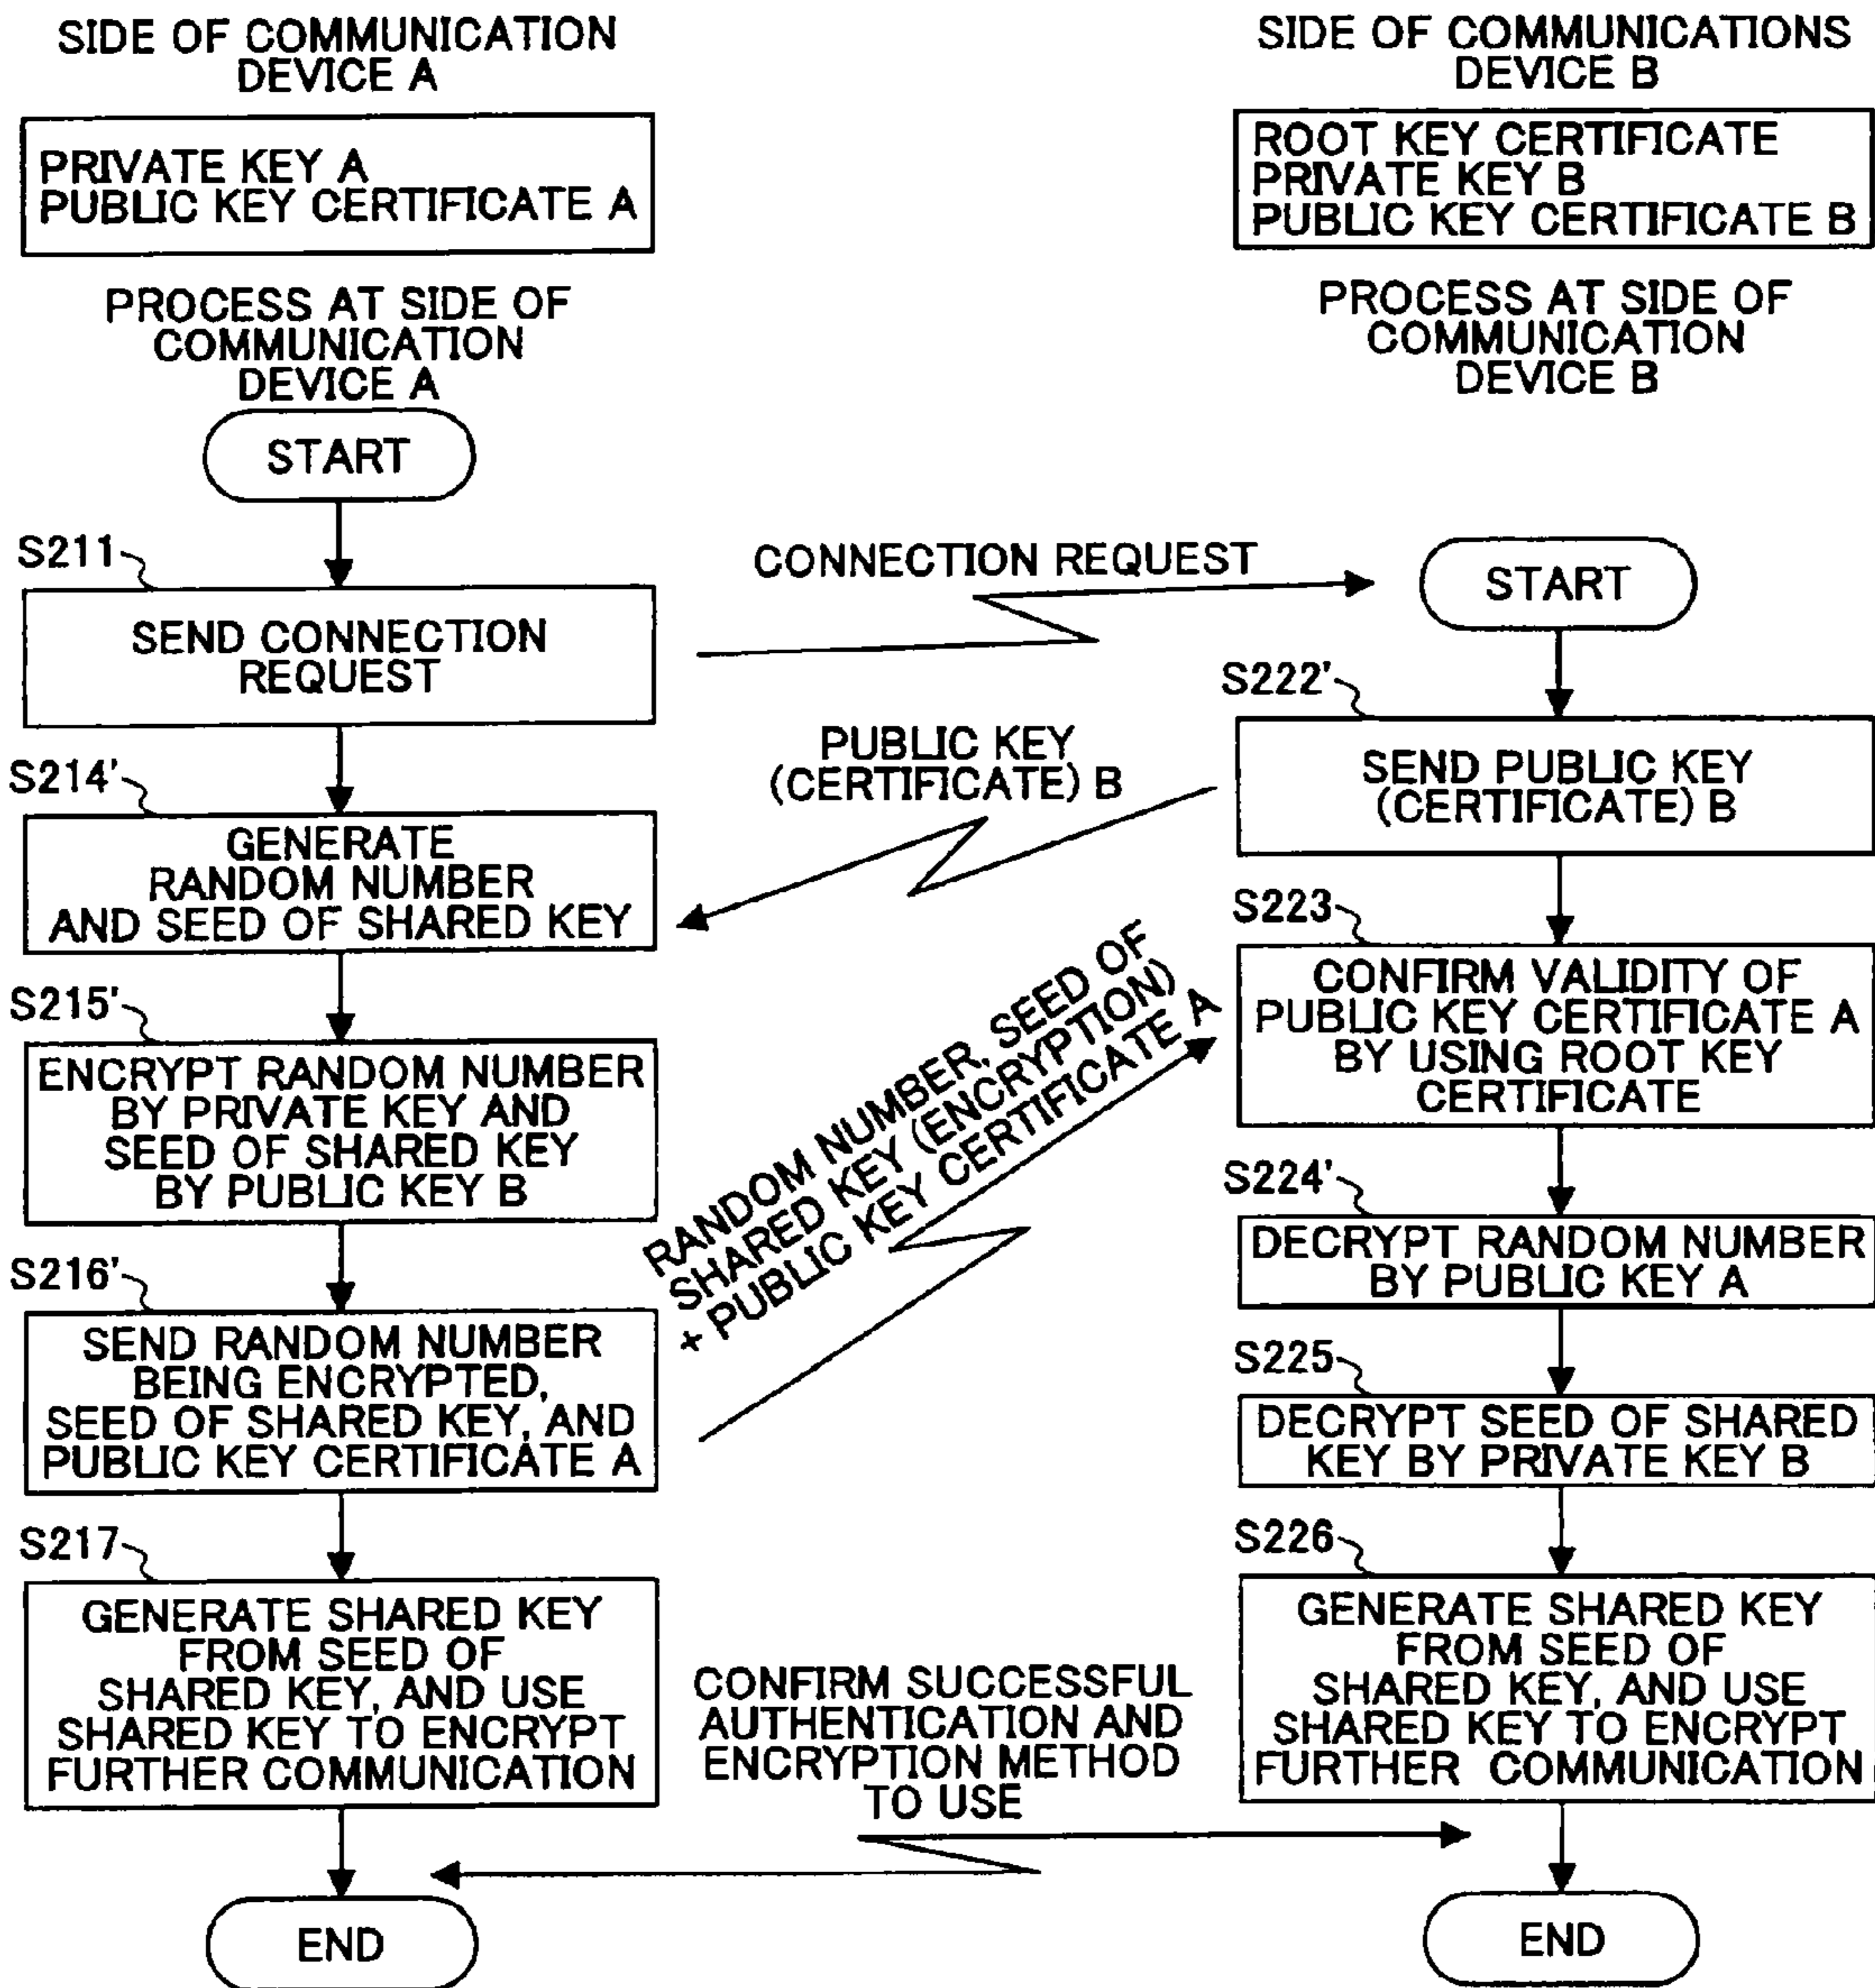 SIDE OF COMMUNICATION
DEVICE A
PRIVATE KEY A
PUBLIC KEY CERTIFICATE A
PROCESS AT SIDE OF
COMMUNICATION
DEVICE A
START
S211
SEND CONNECTION
REQUEST
S214'
GENERATE
RANDOM NUMBER
AND SEED OF SHARED KEY
S215'
ENCRYPT RANDOM NUMBER
BY PRIVATE KEY AND
SEED OF SHARED KEY
BY PUBLIC KEY B
S216'
SEND RANDOM NUMBER
BEING ENCRYPTED,
SEED OF SHARED KEY, AND
PUBLIC KEY CERTIFICATE A
S217
GENERATE SHARED KEY
FROM SEED OF
SHARED KEY, AND USE
SHARED KEY TO ENCRYPT
FURTHER COMMUNICATION
END
CONNECTION REQUEST
PUBLIC KEY
(CERTIFICATE) B
RANDOM NUMBER, SEED OF
SHARED KEY (ENCRYPTION)
+ PUBLIC KEY CERTIFICATE A
CONFIRM SUCCESSFUL
AUTHENTICATION AND
ENCRYPTION METHOD
TO USE
SIDE OF COMMUNICATIONS
DEVICE B
ROOT KEY CERTIFICATE
PRIVATE KEY B
PUBLIC KEY CERTIFICATE B
PROCESS AT SIDE OF
COMMUNICATION
DEVICE B
START
S222'
SEND PUBLIC KEY
(CERTIFICATE) B
S223
CONFIRM VALIDITY OF
PUBLIC KEY CERTIFICATE A
BY USING ROOT KEY
CERTIFICATE
S224'
DECRYPT RANDOM NUMBER
BY PUBLIC KEY A
S225
DECRYPT SEED OF SHARED
KEY BY PRIVATE KEY B
S226
GENERATE SHARED KEY
FROM SEED OF
SHARED KEY, AND USE
SHARED KEY TO ENCRYPT
FURTHER COMMUNICATION
END